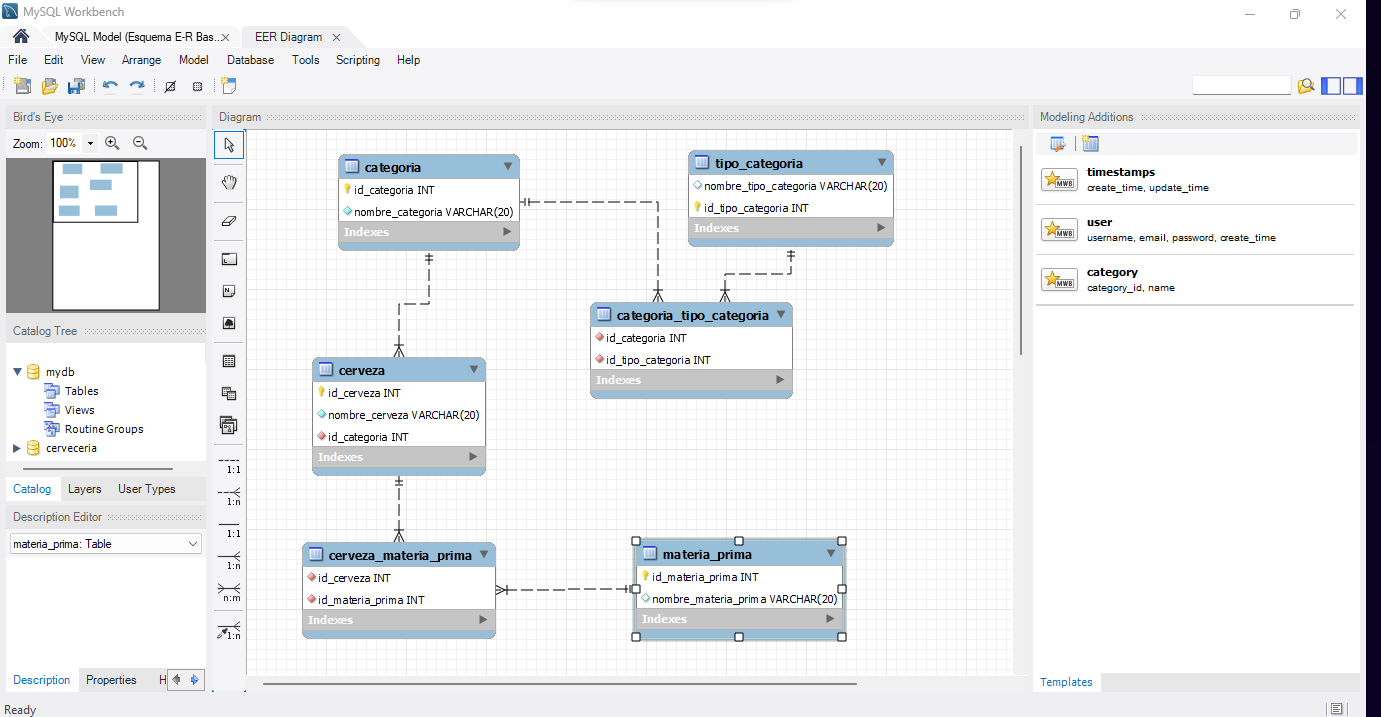 MySQL Workbench
MySQL Model (Esquema E-R Bas..
EER Diagram
File Edit View Arrange Model Database Tools Scripting Help
Bird's Eye
Zoom: 100%
Catalog Tree
mydb
Tables
Views
Routine Groups
cerveceria
Catalog Layers User Types
Description Editor
materia_prima: Table
Description Properties H
Ready
Diagram
1:1
1:n
1:1
1:n
n:m
1:n
categoria
id_categoria INT
nombre_categoria VARCHAR(20)
Indexes
tipo_categoria
nombre_tipo_categoria VARCHAR(20)
id_tipo_categoria INT
Indexes
categoria_tipo_categoria
id_categoria INT
id_tipo_categoria INT
Indexes
cerveza
id_cerveza INT
nombre_cerveza VARCHAR(20)
id_categoria INT
Indexes
cerveza_materia_prima
id_cerveza INT
id_materia_prima INT
Indexes
materia_prima
id_materia_prima INT
nombre_materia_prima VARCHAR(20)
Indexes
Modeling Additions
MWB
timestamps
create_time, update_time
MWB
user
username, email, password, create_time
MWB
category
category_id, name
Templates